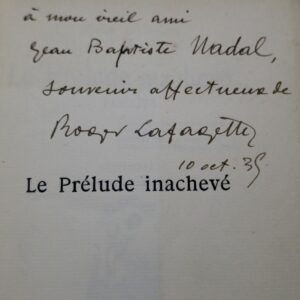 à mon vieil ami
Jean Baptiste Nadal,
souvenir affectueux de
Roger Lafagette
10 oct. 35
Le Prélude inachevé